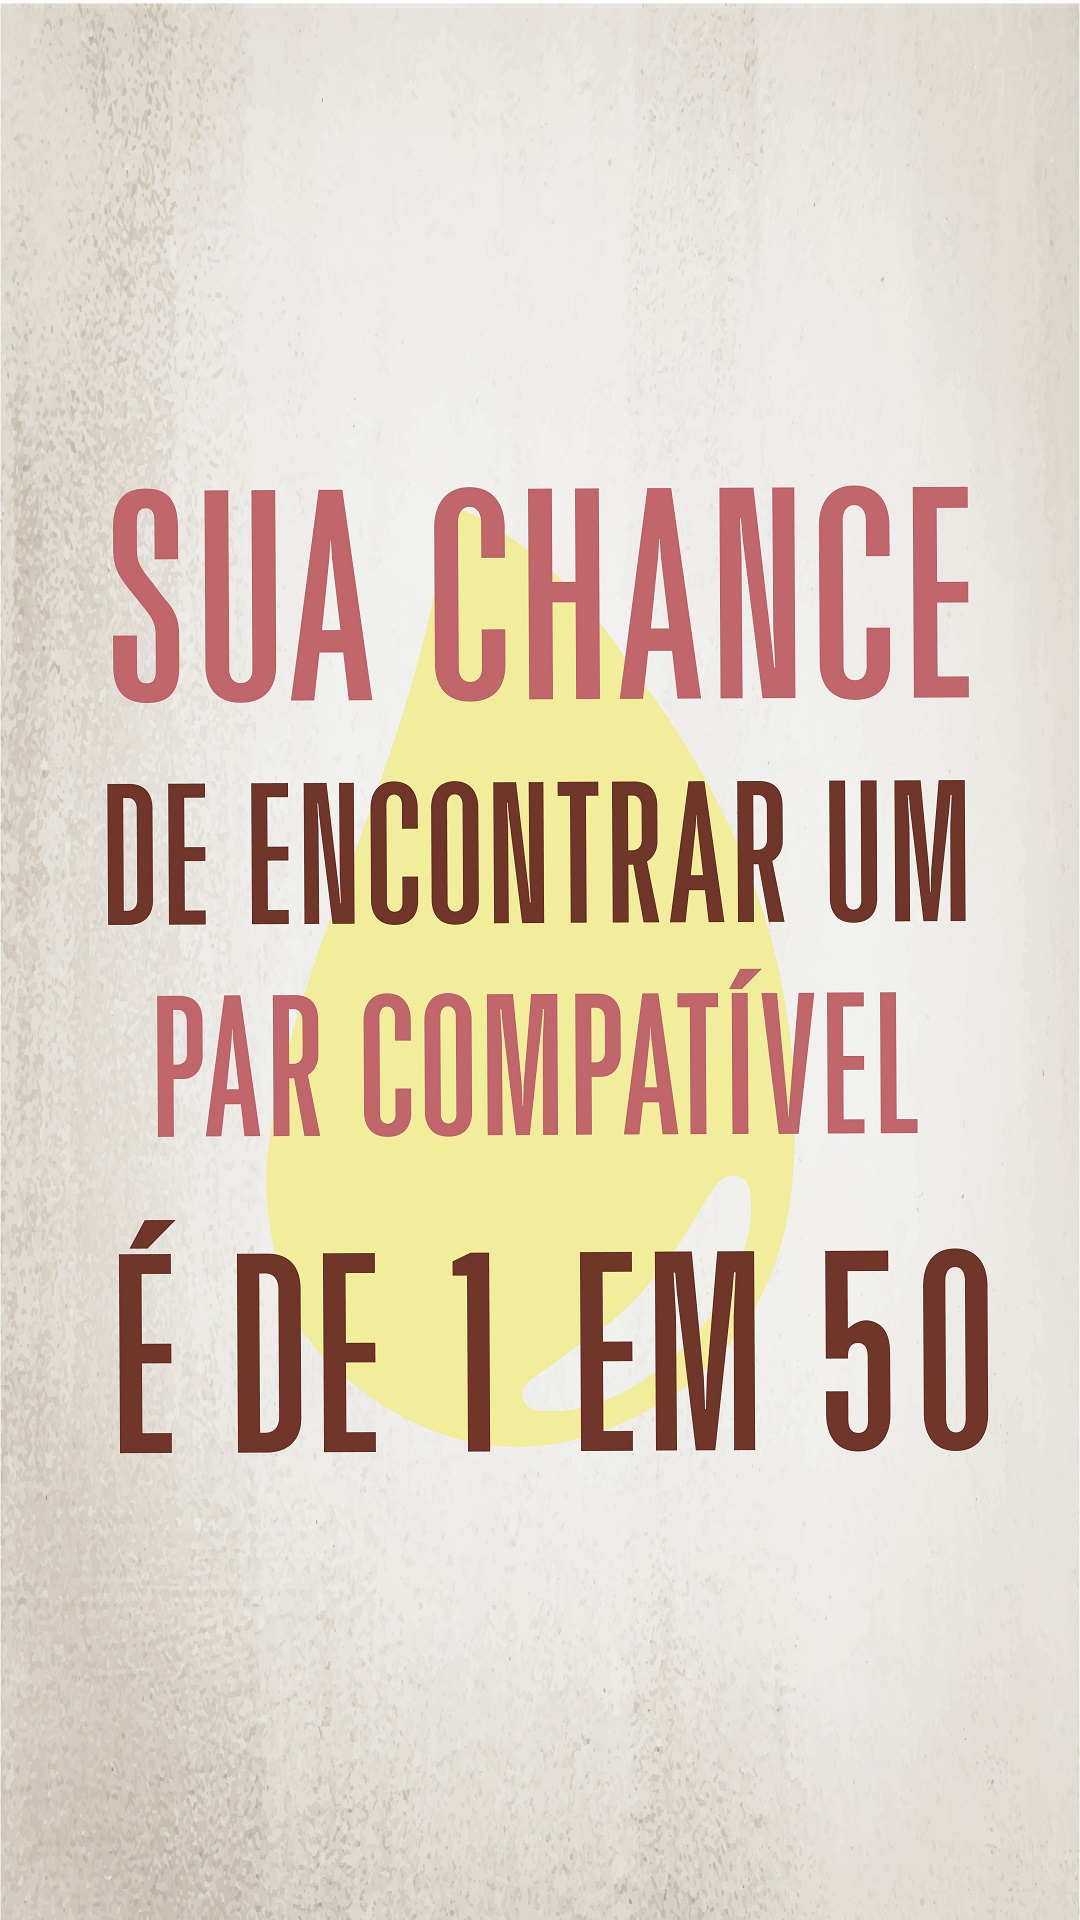 SUA CHANCE
DE ENCONTRAR UM
PAR COMPATÍVEL
É DE 1 EM 50